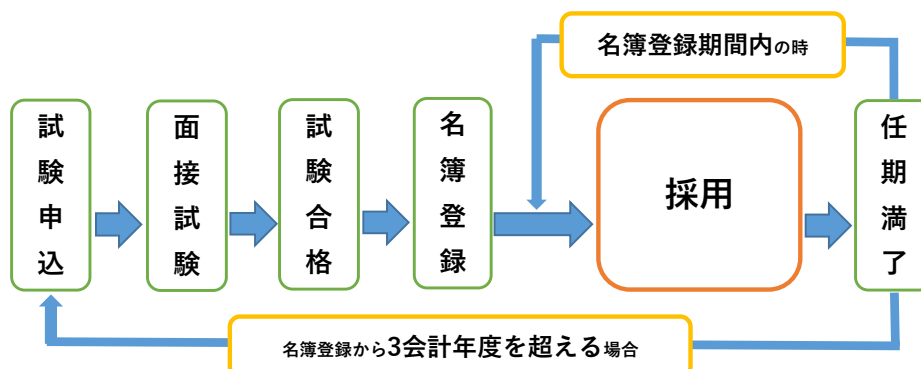 名簿登録期間内の時
試験申込
面接試験
試験合格
名簿登録
採用
任期満了
名簿登録から3会計年度を超える場合